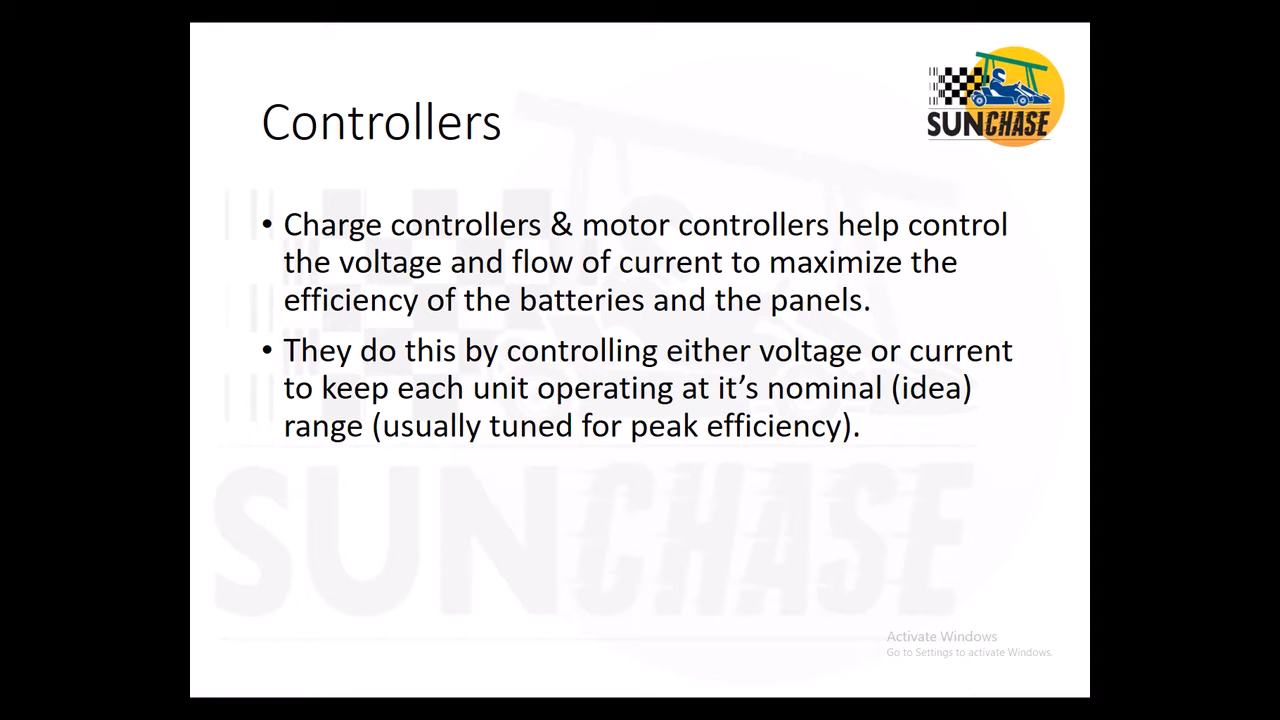 SUNCHASE
Controllers
• Charge controllers & motor controllers help control
the voltage and flow of current to maximize the
efficiency of the batteries and the panels.
• They do this by controlling either voltage or current
to keep each unit operating at it’s nominal (idea)
range (usually tuned for peak efficiency).
SUNCHASE
Activate Windows
Go to Settings to activate Windows.